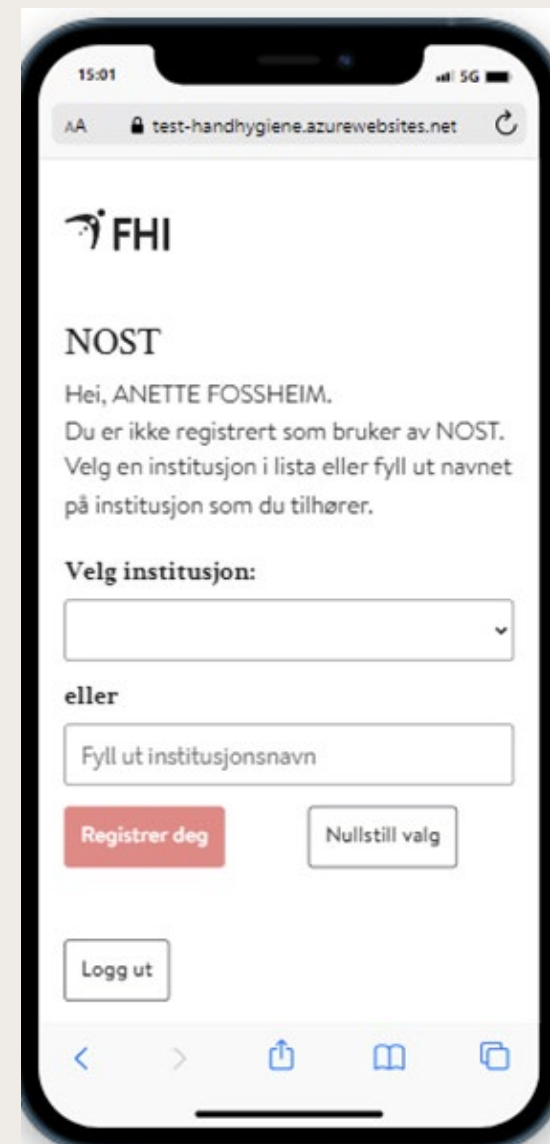 15:01
5G
AA test-handhygiene.azurewebsites.net
FHI
NOST
Hei, ANETTE FOSSHEIM.
Du er ikke registrert som bruker av NOST.
Velg en institusjon i lista eller fyll ut navnet
på institusjon som du tilhører.
Velg institusjon:
eller
Fyll ut institusjonsnavn
Registrer deg
Nullstill valg
Logg ut